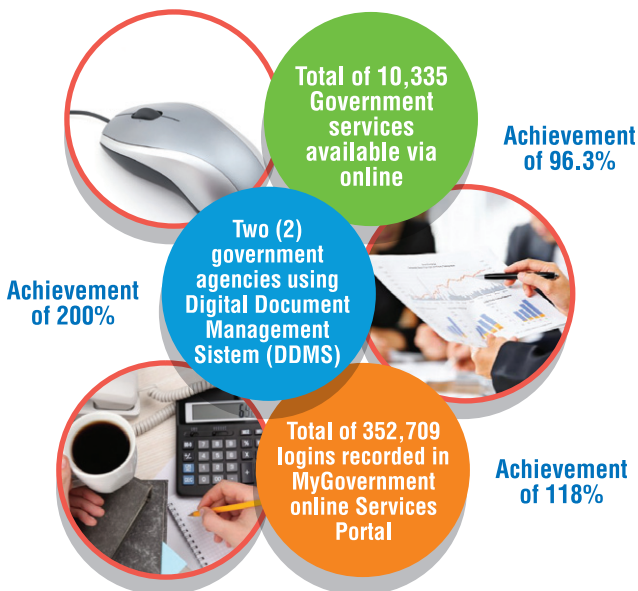 Total of 10,335
Government
services
available via
online
Achievement
of 96.3%
Two (2)
government
agencies using
Digital Document
Management
Sistem (DDMS)
Achievement
of 200%
Total of 352,709
logins recorded in
MyGovernment
online Services
Portal
Achievement
of 118%